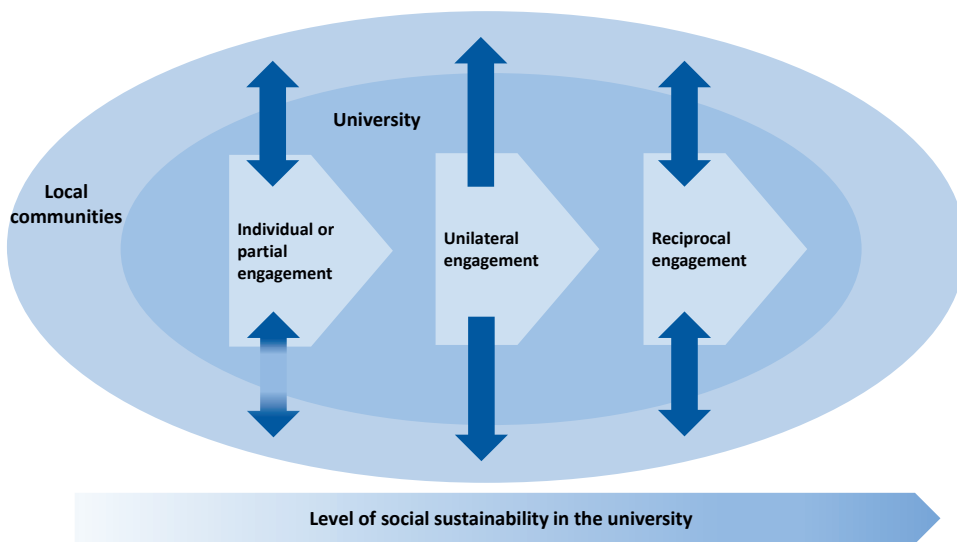 University
Local
communities
Individual or
partial
engagement
Unilateral
engagement
Reciprocal
engagement
Level of social sustainability in the university